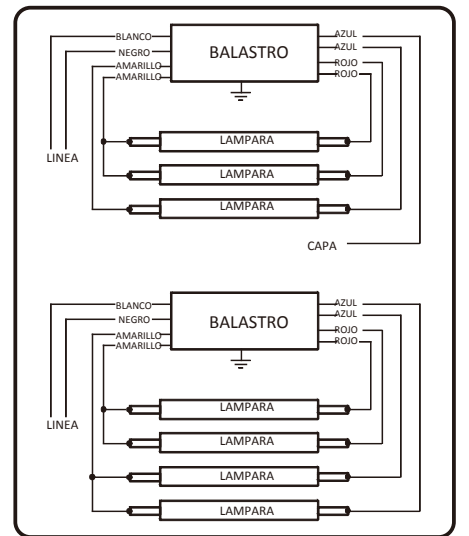 BLANCO
NEGRO
AMARILLO
AMARILLO
BALASTRO
AZUL
AZUL
ROJO
ROJO
LINEA
LAMPARA
LAMPARA
LAMPARA
CAPA
BLANCO
NEGRO
AMARILLO
AMARILLO
BALASTRO
AZUL
AZUL
ROJO
ROJO
LINEA
LAMPARA
LAMPARA
LAMPARA
LAMPARA